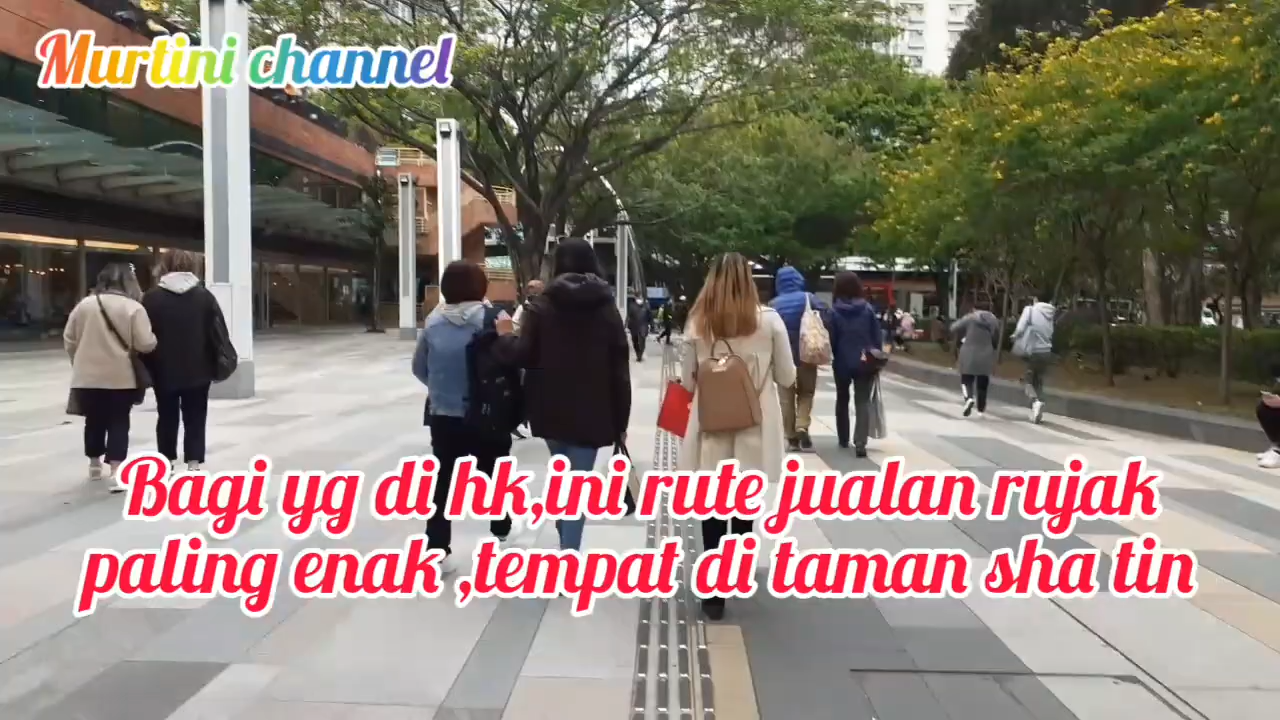 Murtini channel
Bagi yg di hk,ini rute jualan rujak
paling enak ,tempat di taman sha tin